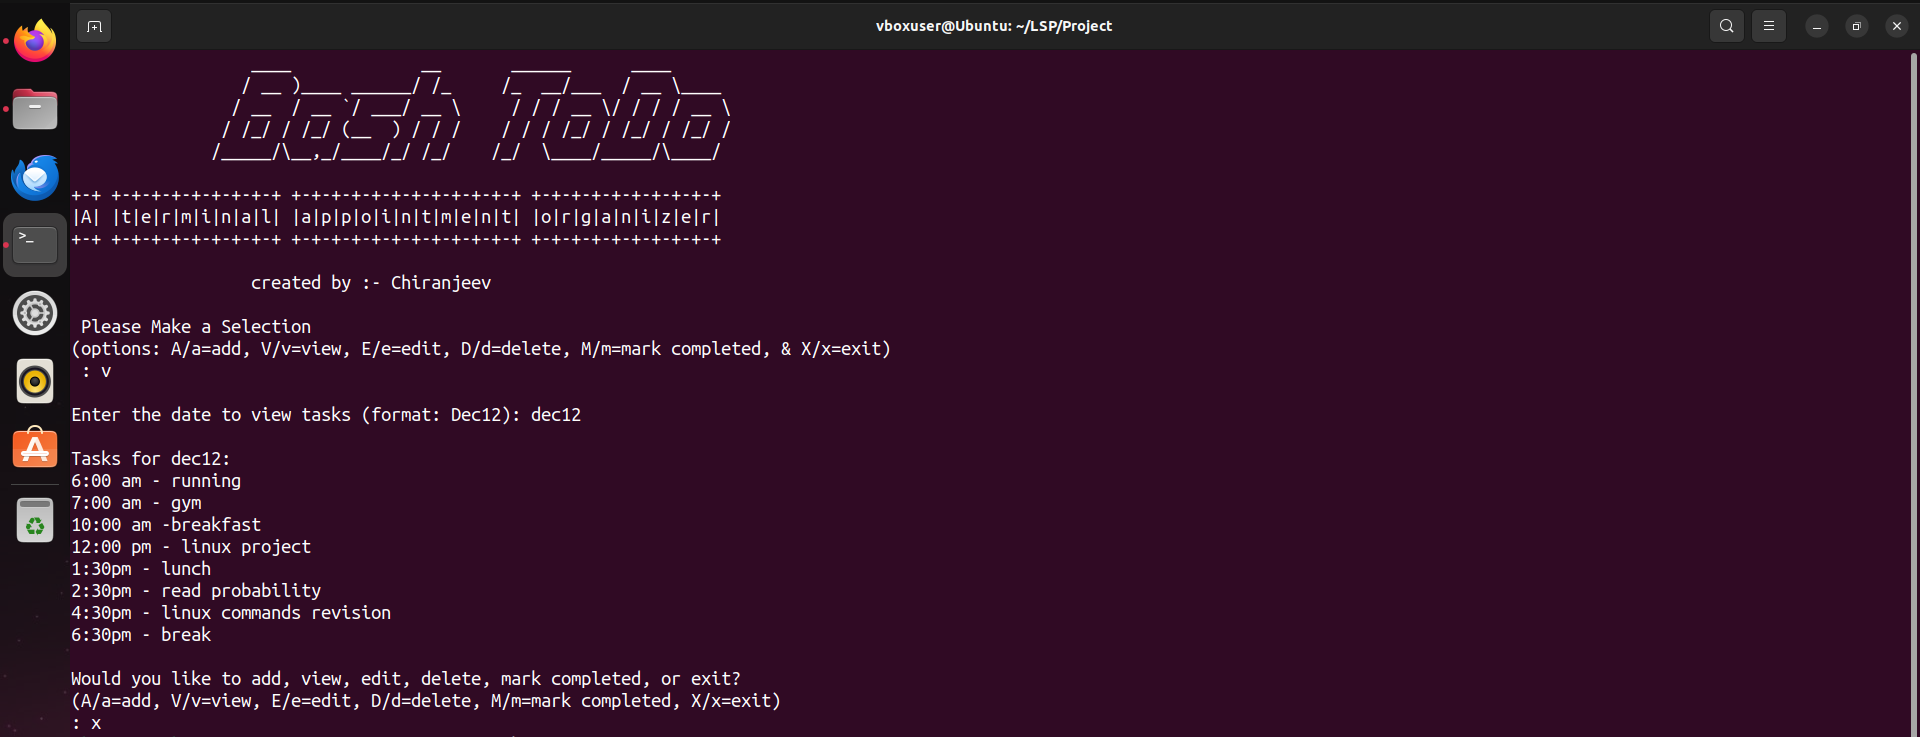 vboxuser@Ubuntu: ~/LSP/Project
Bash ToDo
|A| |t|e|r|m|i|n|a|l| |a|p|p|o|i|n|t|m|e|n|t| |o|r|g|a|n|i|z|e|r|
created by :- Chiranjeev
Please Make a Selection
(options: A/a=add, V/v=view, E/e=edit, D/d=delete, M/m=mark completed, & X/x=exit)
: v
Enter the date to view tasks (format: Dec12): dec12
Tasks for dec12:
6:00 am - running
7:00 am - gym
10:00 am -breakfast
12:00 pm - linux project
1:30pm - lunch
2:30pm - read probability
4:30pm - linux commands revision
6:30pm - break
Would you like to add, view, edit, delete, mark completed, or exit?
(A/a=add, V/v=view, E/e=edit, D/d=delete, M/m=mark completed, X/x=exit)
: x